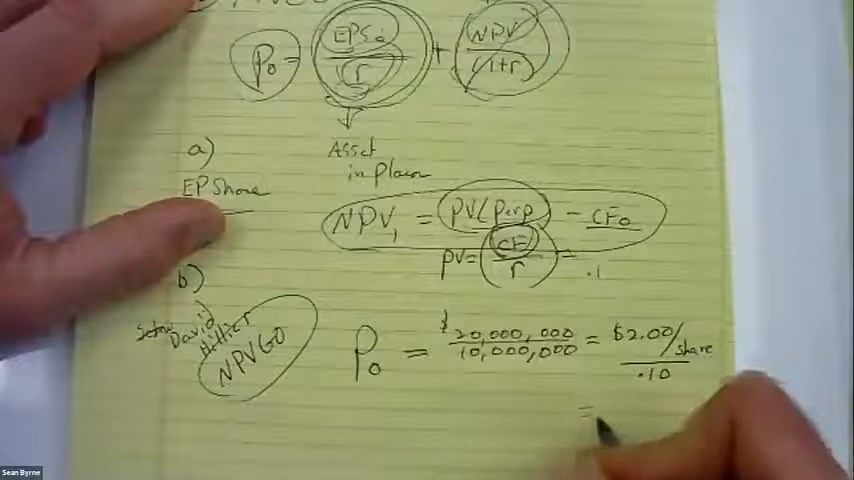 P₀ = EPS₀ / r + NPV / (1+r)
a)
Asset
in place
EPShare
NPV₁ = PV(perp) - CF₀
PV = CF / r = .1
b)
David
Hillier
NPVGO
P₀ = $20,000,000 / 10,000,000 = $2.00/share / .10
=
Sean Byrne